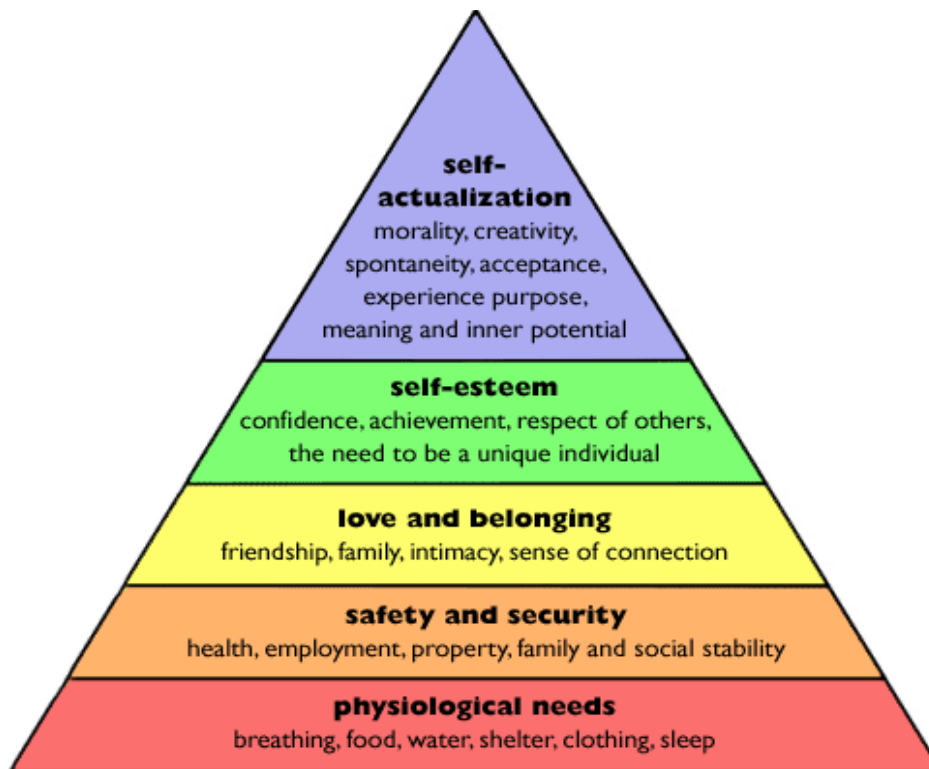 self-
actualization
morality, creativity,
spontaneity, acceptance,
experience purpose,
meaning and inner potential
self-esteem
confidence, achievement, respect of others,
the need to be a unique individual
love and belonging
friendship, family, intimacy, sense of connection
safety and security
health, employment, property, family and social stability
physiological needs
breathing, food, water, shelter, clothing, sleep